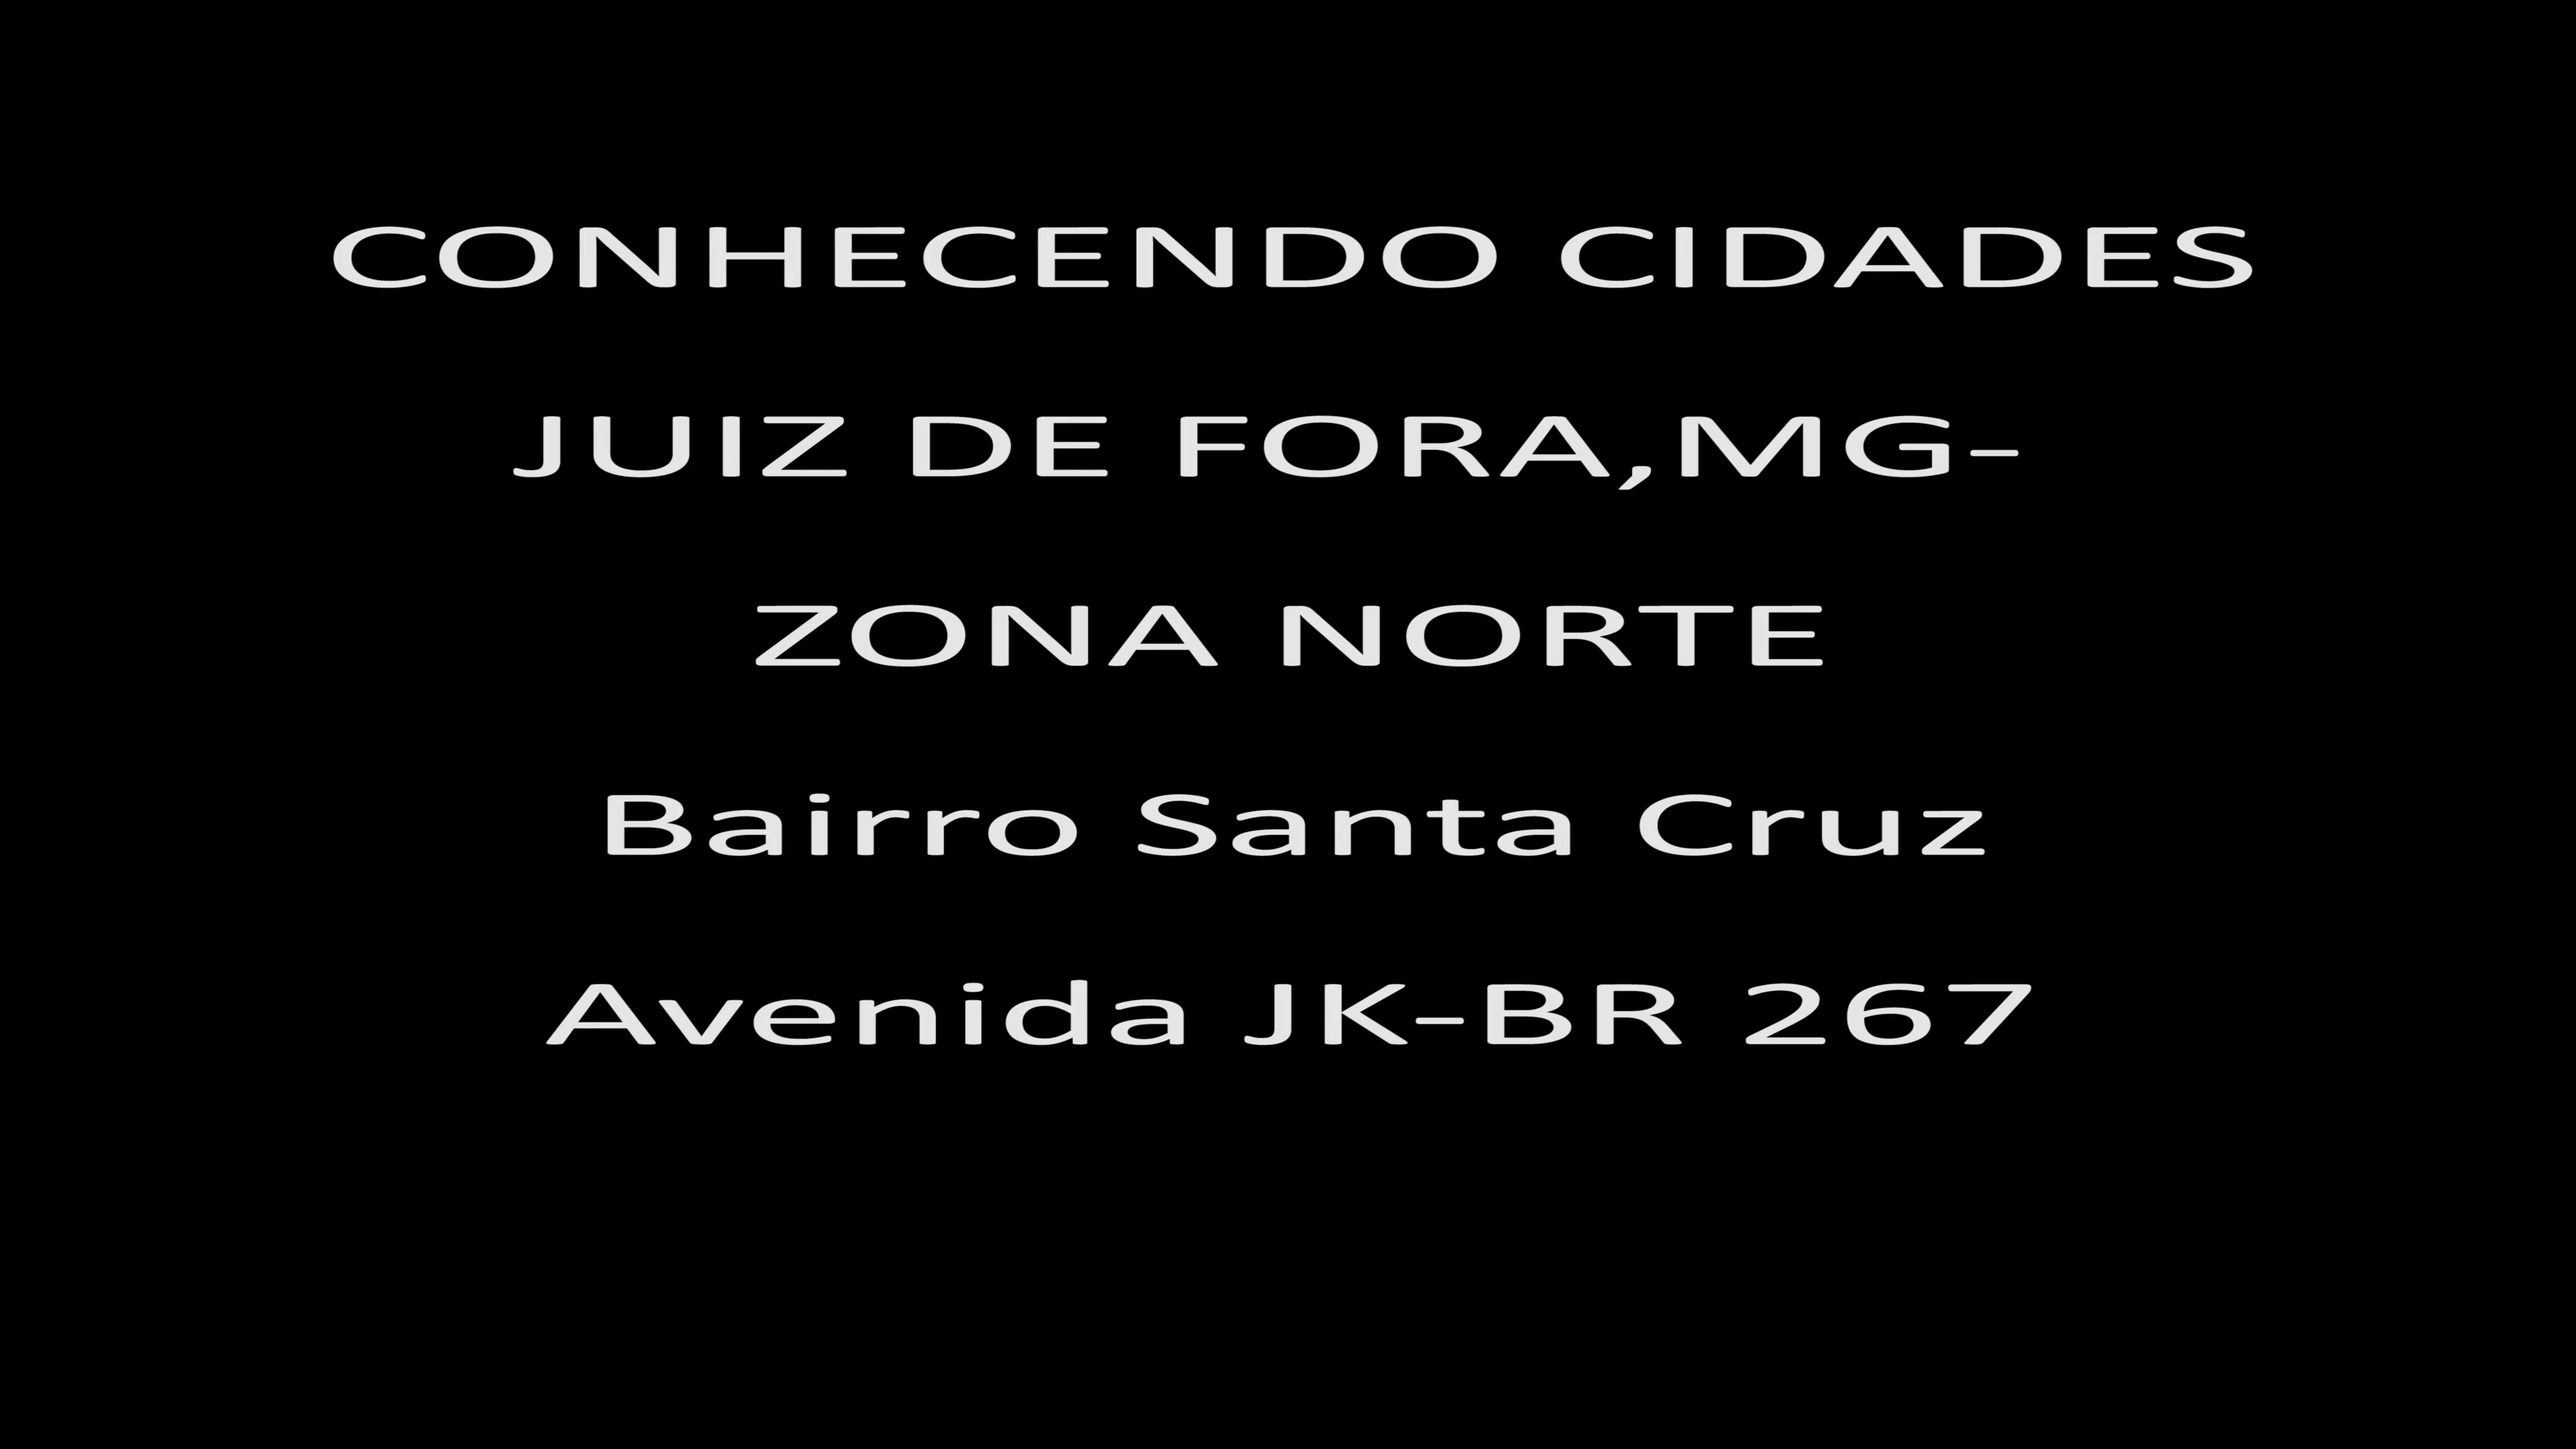 CONHECENDO CIDADES
JUIZ DE FORA,MG-
ZONA NORTE
Bairro Santa Cruz
Avenida JK-BR 267